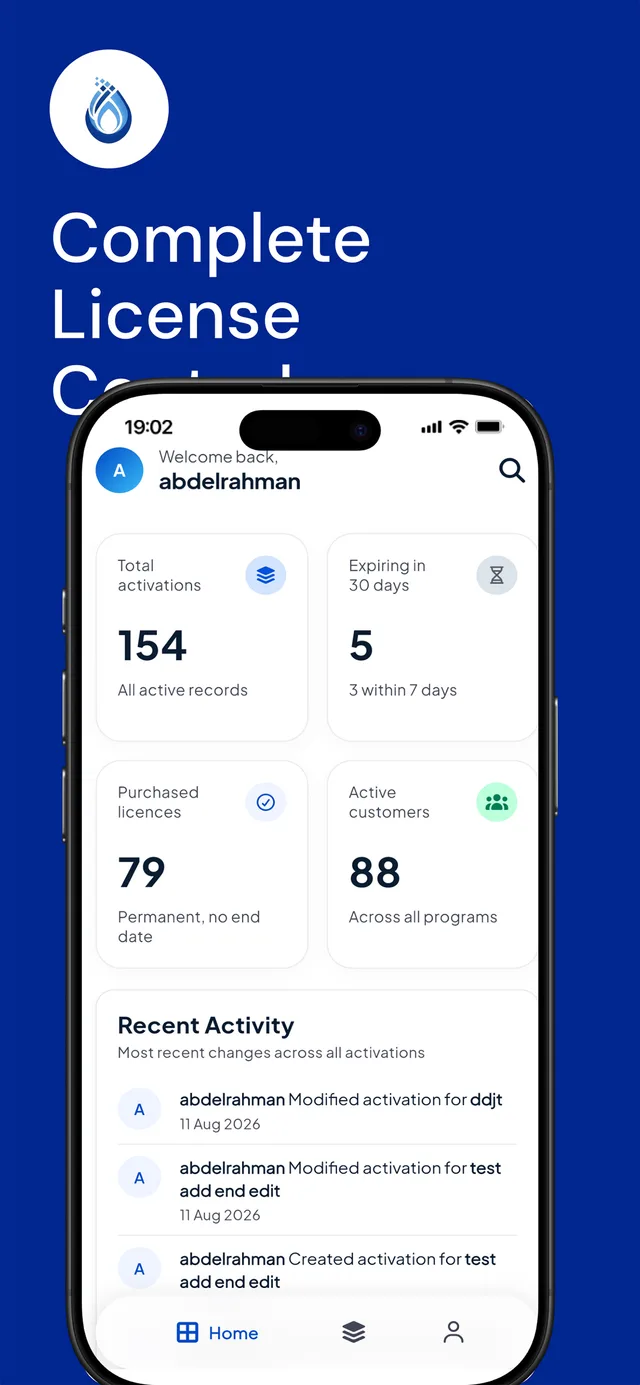 Complete
License
19:02
Welcome back,
A
abdelrahman
Total
activations
154
All active records
Expiring in
30 days
5
3 within 7 days
Purchased
licences
79
Permanent, no end
date
Active
customers
88
Across all programs
Recent Activity
Most recent changes across all activations
A
abdelrahman Modified activation for ddjt
11 Aug 2026
A
abdelrahman Modified activation for test
add end edit
11 Aug 2026
A
abdelrahman Created activation for test
add end edit
Home